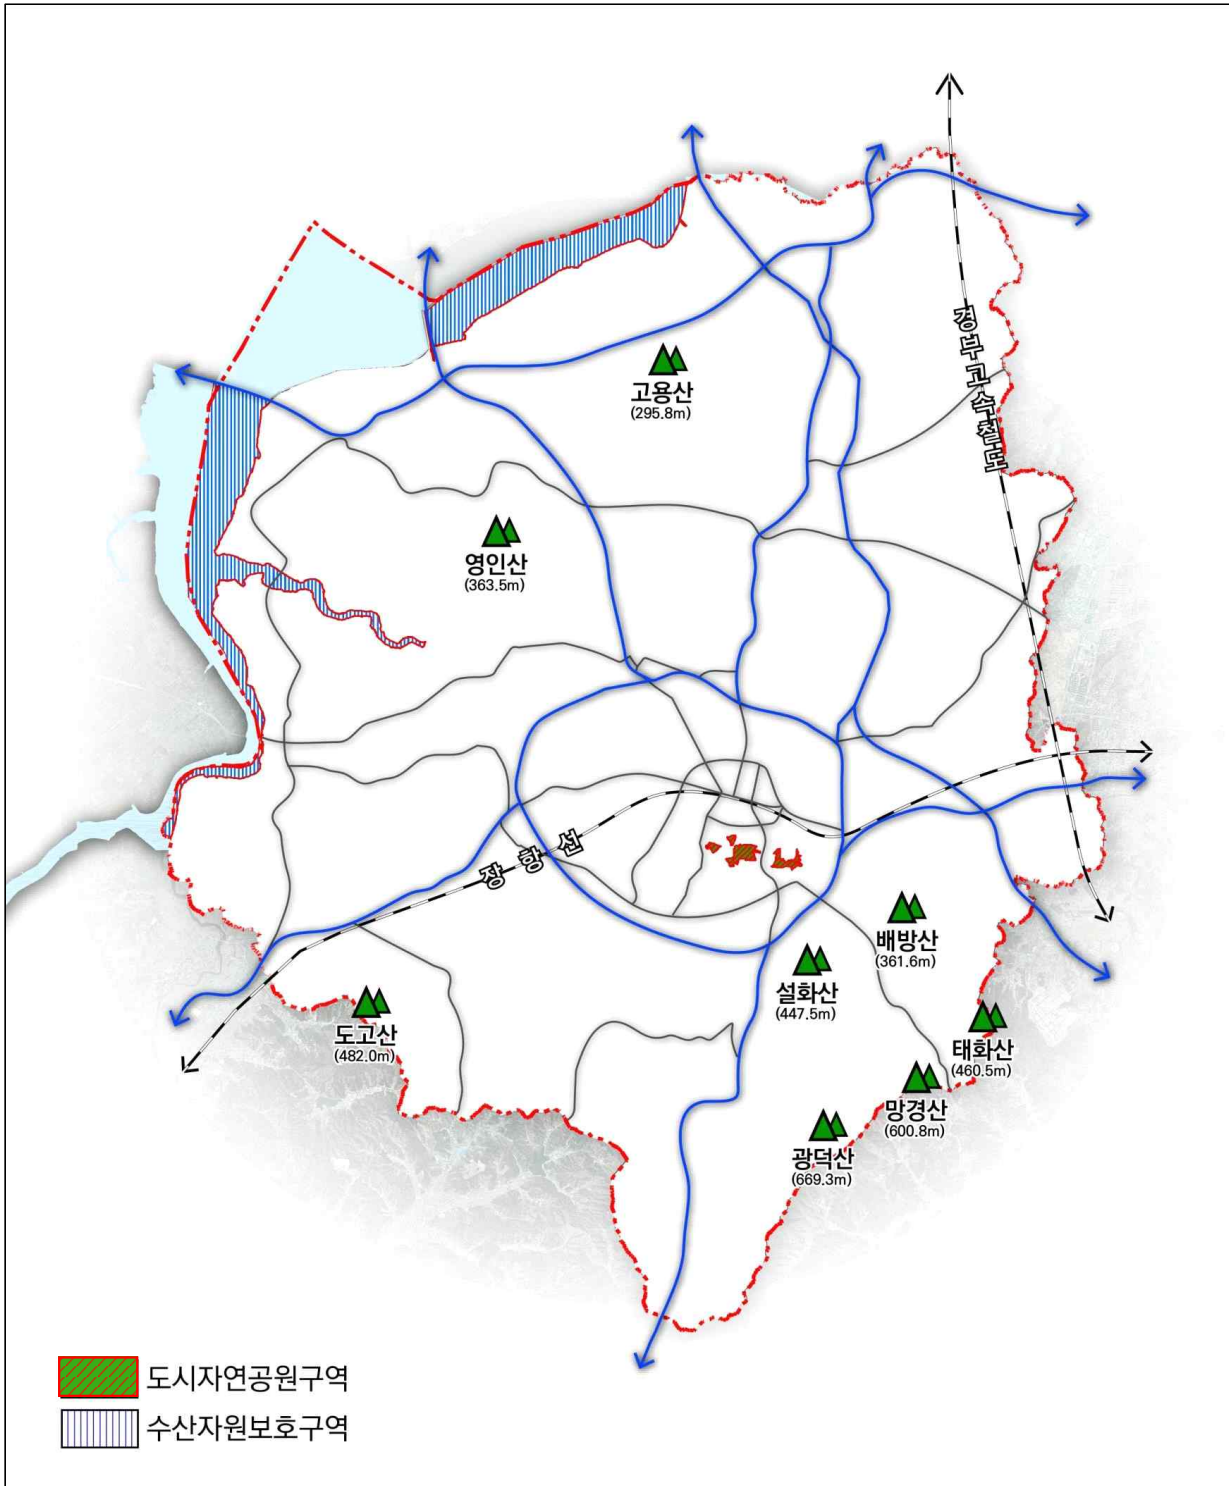 경부고속철도
고용산
(295.8m)
영인산
(363.5m)
장항선
배방산
(361.6m)
설화산
(447.5m)
도고산
(482.0m)
태화산
(460.5m)
망경산
(600.8m)
광덕산
(669.3m)
도시자연공원구역
수산자원보호구역